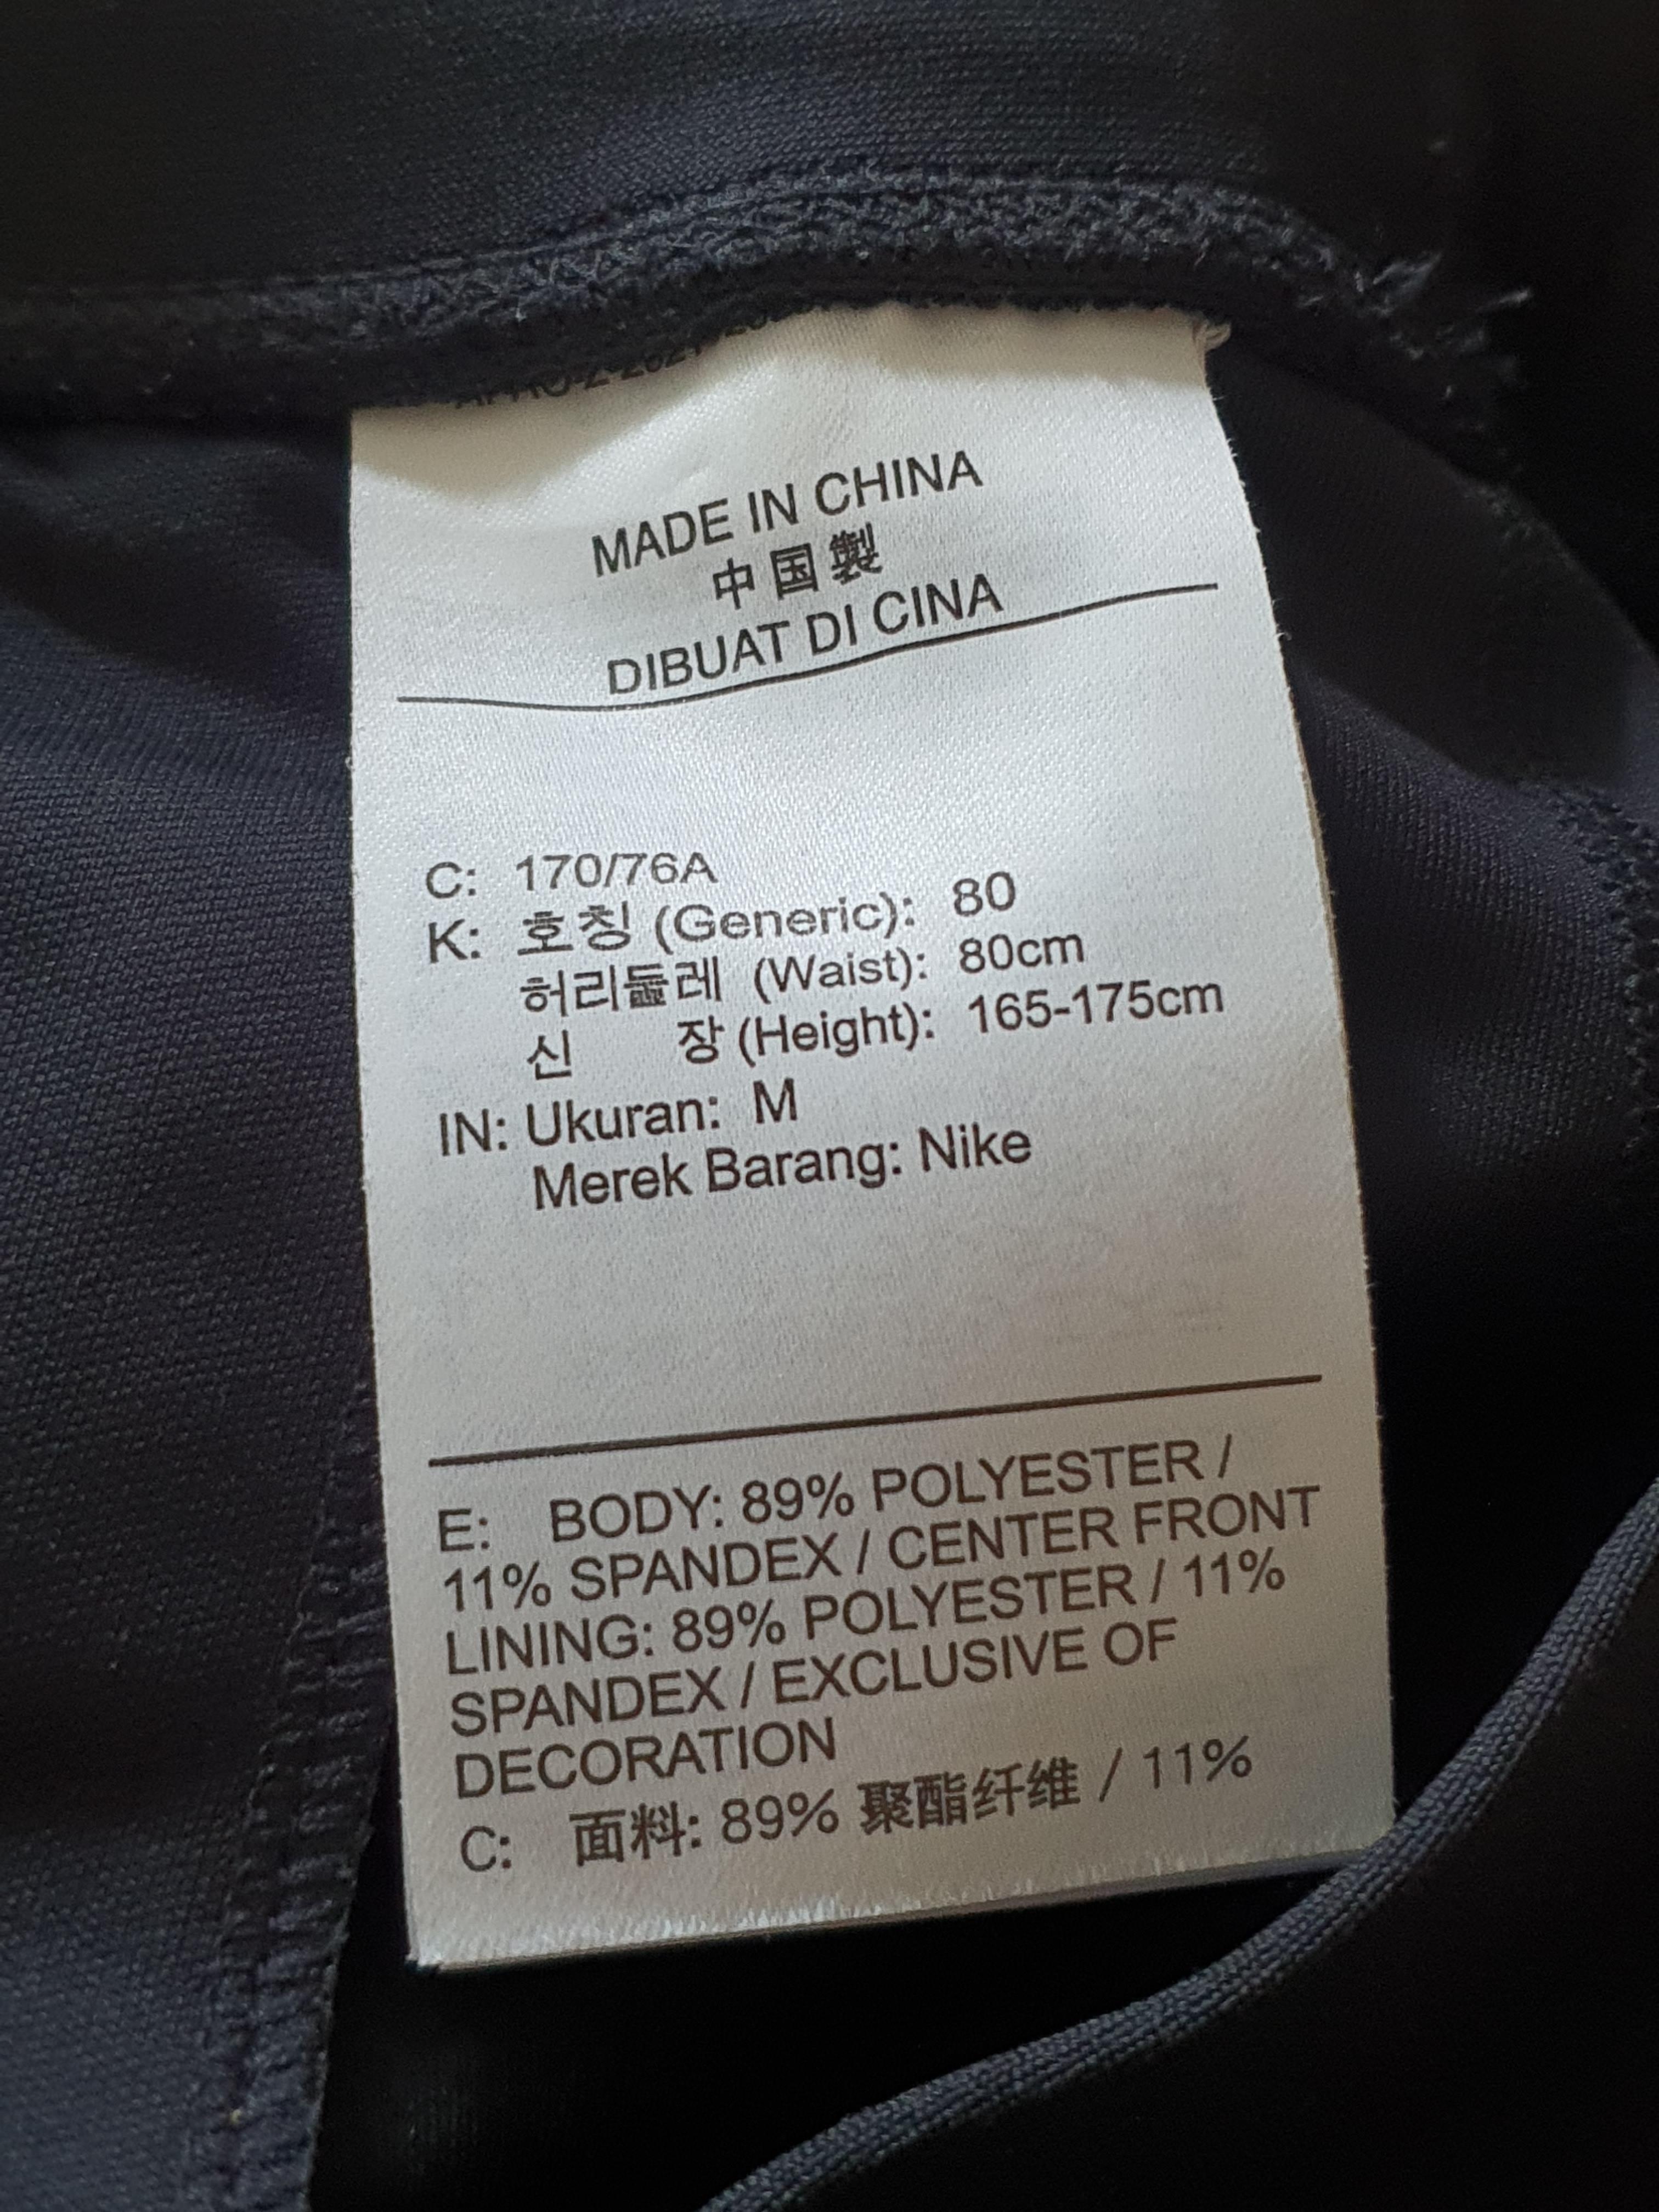 MADE IN CHINA
中国製
DIBUAT DI CINA
C: 170/76A
K: 호칭 (Generic): 80
허리둘레 (Waist): 80cm
신 장 (Height): 165-175cm
IN: Ukuran: M
Merek Barang: Nike
E: BODY: 89% POLYESTER /
11% SPANDEX / CENTER FRONT
LINING: 89% POLYESTER / 11%
SPANDEX / EXCLUSIVE OF
DECORATION
C: 面料: 89% 聚酯纤维 / 11%